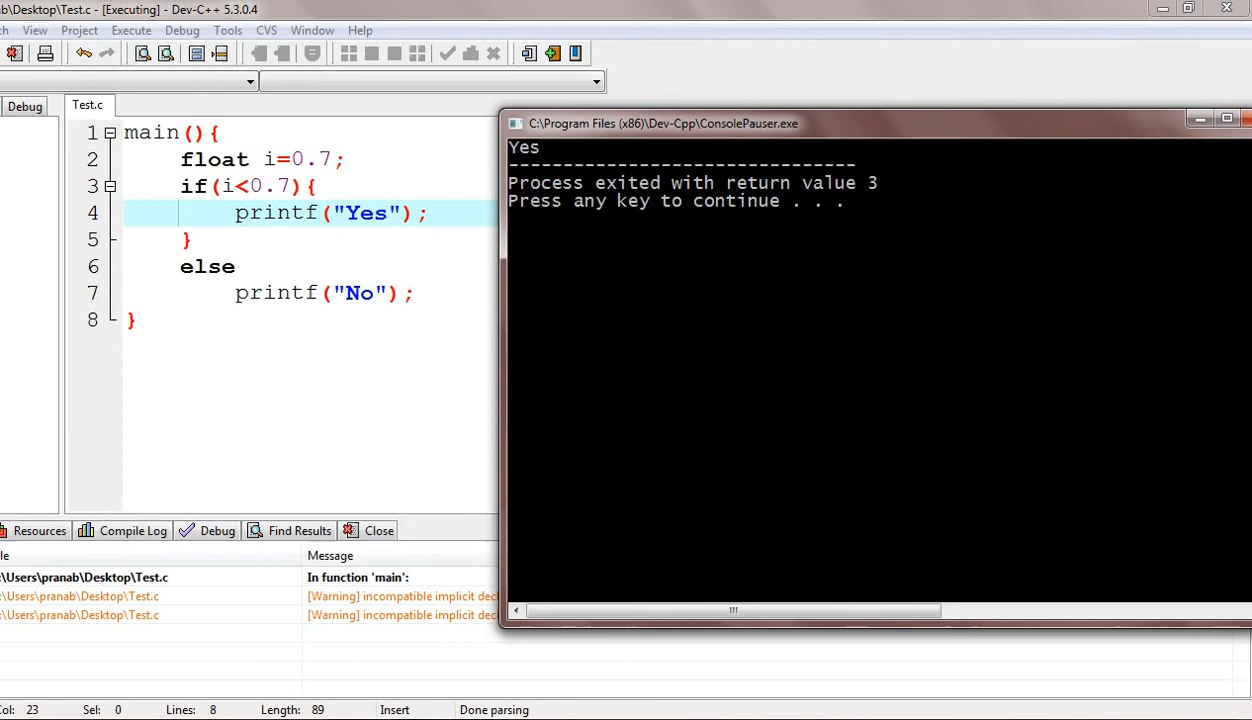 ab\Desktop\Test.c - [Executing] - Dev-C++ 5.3.0.4
ch View Project Execute Debug Tools CVS Window Help
Debug
Test.c
1 main(){
2 float i=0.7;
3 if(i<0.7){
4 printf("Yes");
5 }
6 else
7 printf("No");
8 }
C:\Program Files (x86)\Dev-Cpp\ConsolePauser.exe
Yes
--------------------------------
Process exited with return value 3
Press any key to continue . . .
Resources Compile Log Debug Find Results Close
le Message
:\Users\pranab\Desktop\Test.c In function 'main':
:\Users\pranab\Desktop\Test.c [Warning] incompatible implicit decl
:\Users\pranab\Desktop\Test.c [Warning] incompatible implicit decl
Col: 23 Sel: 0 Lines: 8 Length: 89 Insert Done parsing